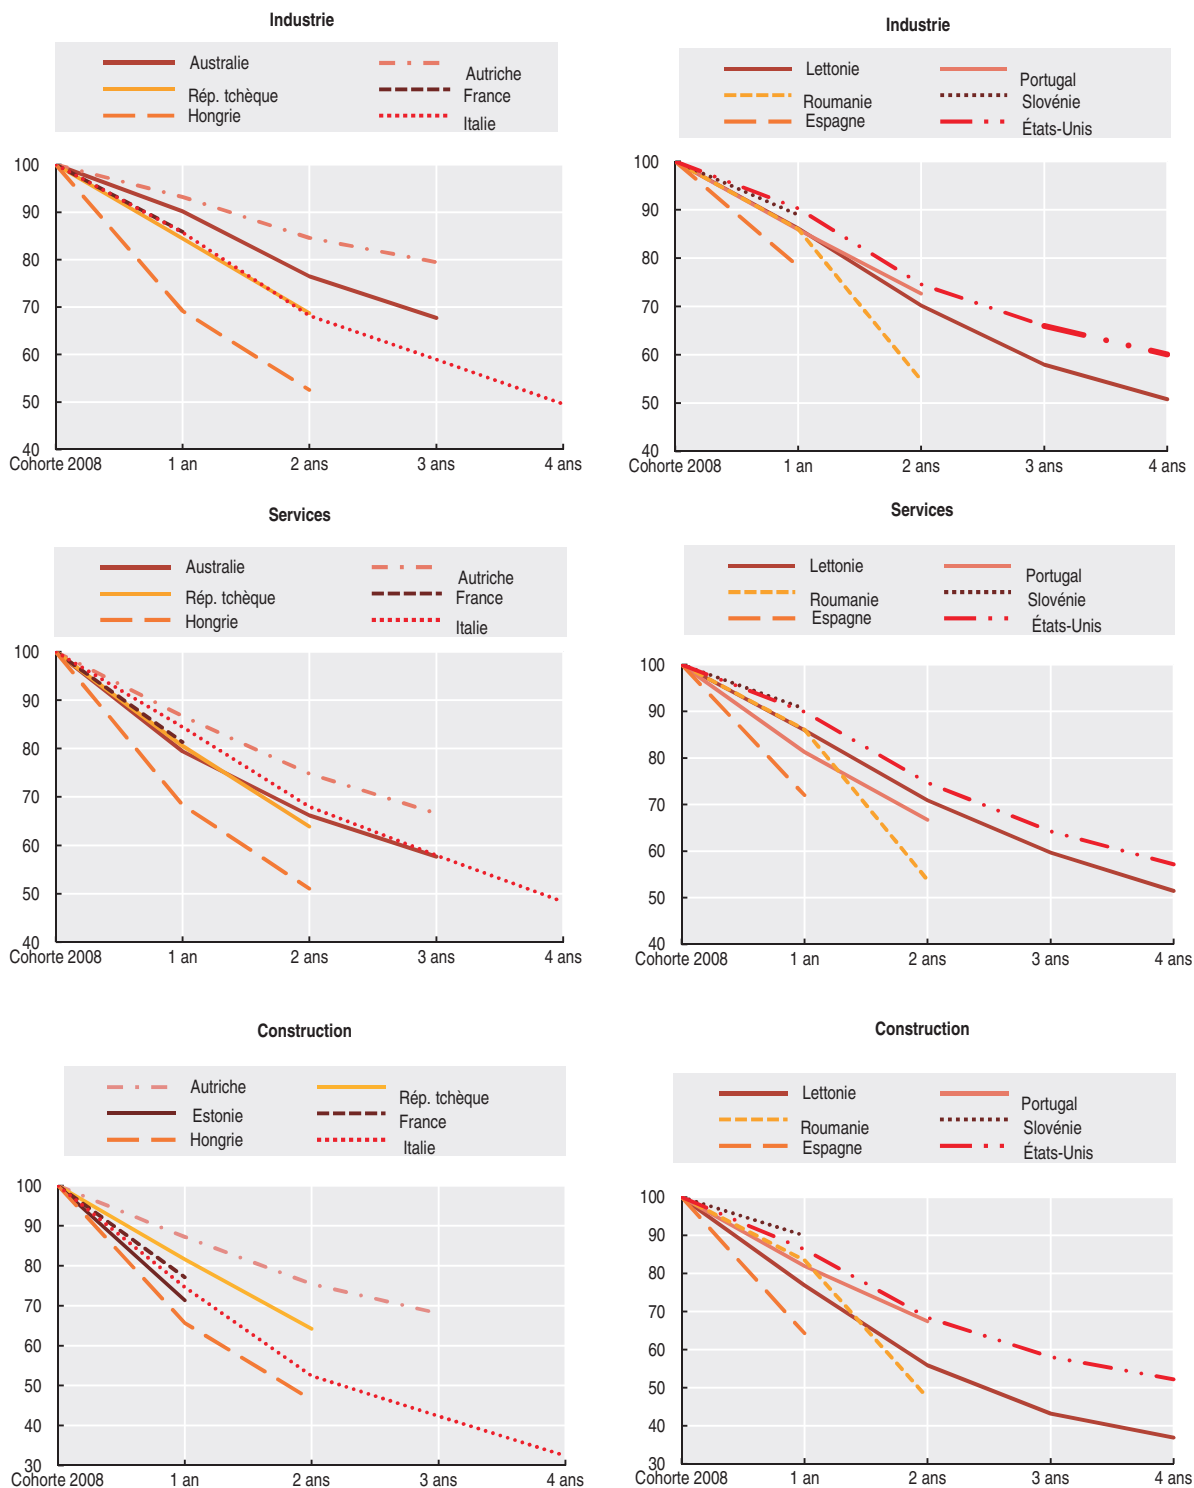 Industrie
Australie
Autriche
Rép. tchèque
France
Hongrie
Italie
100
90
80
70
60
50
40
Cohorte 2008 1 an 2 ans 3 ans 4 ans
Industrie
Lettonie
Portugal
Roumanie
Slovénie
Espagne
États-Unis
100
90
80
70
60
50
40
Cohorte 2008 1 an 2 ans 3 ans 4 ans
Services
Australie
Autriche
Rép. tchèque
France
Hongrie
Italie
100
90
80
70
60
50
40
Cohorte 2008 1 an 2 ans 3 ans 4 ans
Services
Lettonie
Portugal
Roumanie
Slovénie
Espagne
États-Unis
100
90
80
70
60
50
40
Cohorte 2008 1 an 2 ans 3 ans 4 ans
Construction
Autriche
Rép. tchèque
Estonie
France
Hongrie
Italie
100
90
80
70
60
50
40
30
Cohorte 2008 1 an 2 ans 3 ans 4 ans
Construction
Lettonie
Portugal
Roumanie
Slovénie
Espagne
États-Unis
100
90
80
70
60
50
40
30
Cohorte 2008 1 an 2 ans 3 ans 4 ans